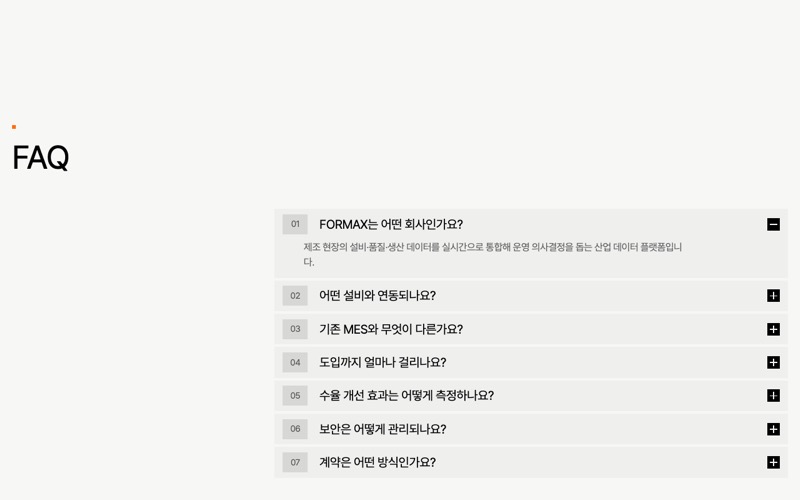 FAQ
01 FORMAX는 어떤 회사인가요?
제조 현장의 설비·품질·생산 데이터를 실시간으로 통합해 운영 의사결정을 돕는 산업 데이터 플랫폼입니
다.
02 어떤 설비와 연동되나요?
03 기존 MES와 무엇이 다른가요?
04 도입까지 얼마나 걸리나요?
05 수율 개선 효과는 어떻게 측정하나요?
06 보안은 어떻게 관리되나요?
07 계약은 어떤 방식인가요?